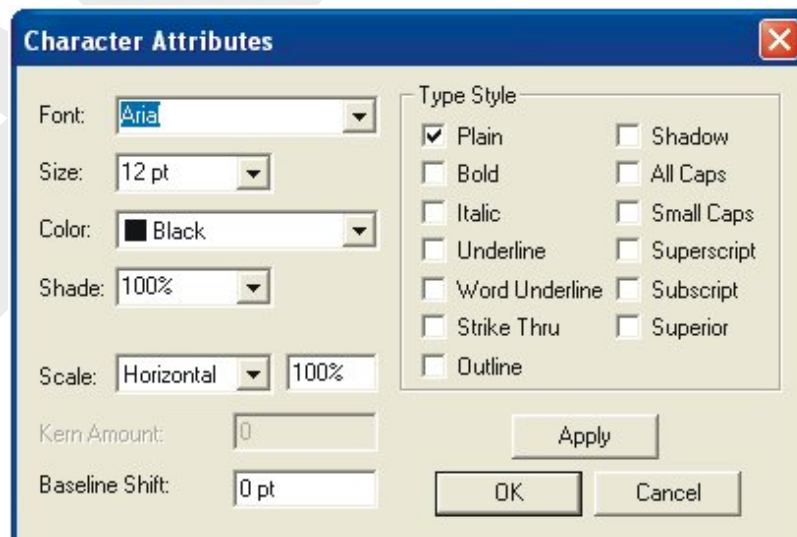 Character Attributes
Font: Arial
Size: 12 pt
Color: Black
Shade: 100%
Scale: Horizontal 100%
Kern Amount: 0
Baseline Shift: 0 pt
Type Style
Plain
Bold
Italic
Underline
Word Underline
Strike Thru
Outline
Shadow
All Caps
Small Caps
Superscript
Subscript
Superior
Apply
OK Cancel